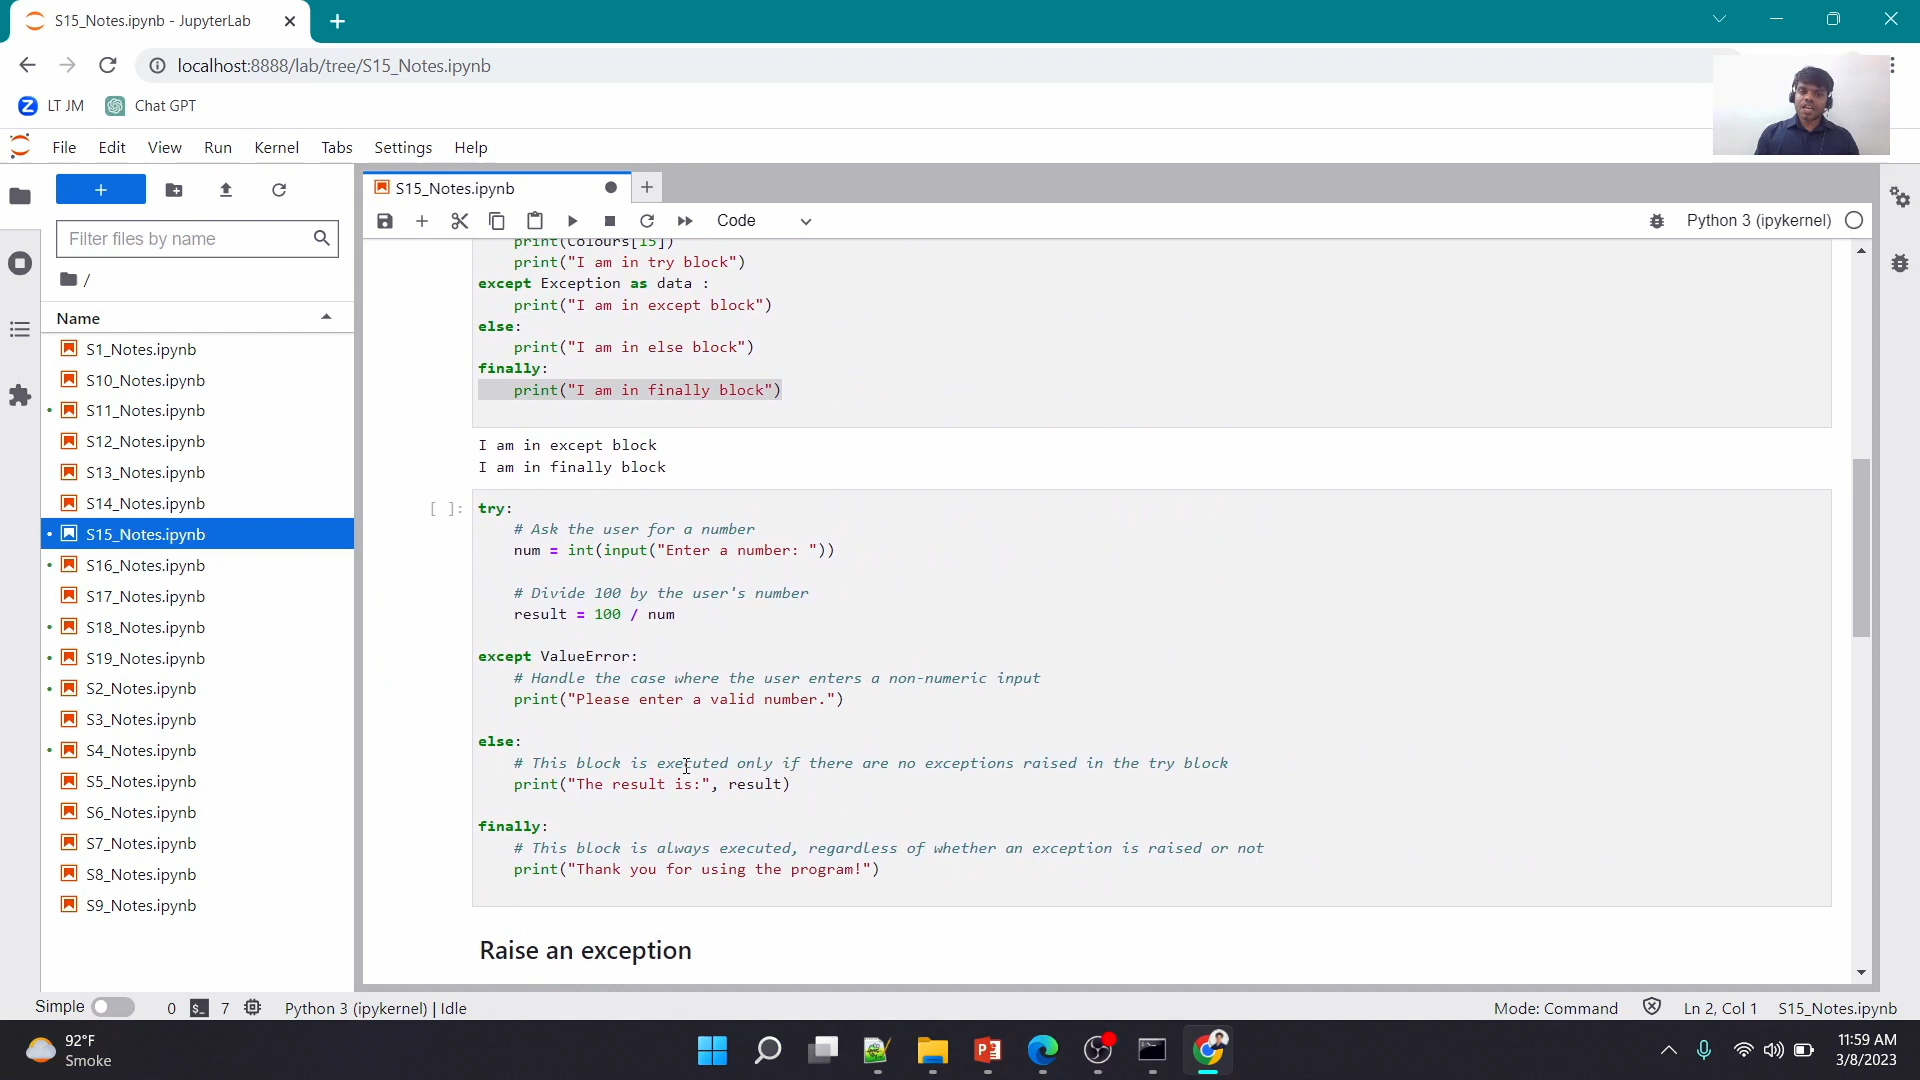 S15_Notes.ipynb - JupyterLab
localhost:8888/lab/tree/S15_Notes.ipynb
LT JM Chat GPT
File Edit View Run Kernel Tabs Settings Help
S15_Notes.ipynb
Code
Python 3 (ipykernel)
Filter files by name
/
Name
S1_Notes.ipynb
S10_Notes.ipynb
S11_Notes.ipynb
S12_Notes.ipynb
S13_Notes.ipynb
S14_Notes.ipynb
S15_Notes.ipynb
S16_Notes.ipynb
S17_Notes.ipynb
S18_Notes.ipynb
S19_Notes.ipynb
S2_Notes.ipynb
S3_Notes.ipynb
S4_Notes.ipynb
S5_Notes.ipynb
S6_Notes.ipynb
S7_Notes.ipynb
S8_Notes.ipynb
S9_Notes.ipynb
print(Colours[15])
print("I am in try block")
except Exception as data :
print("I am in except block")
else:
print("I am in else block")
finally:
print("I am in finally block")
I am in except block
I am in finally block
[ ]:
try:
# Ask the user for a number
num = int(input("Enter a number: "))
# Divide 100 by the user's number
result = 100 / num
except ValueError:
# Handle the case where the user enters a non-numeric input
print("Please enter a valid number.")
else:
# This block is executed only if there are no exceptions raised in the try block
print("The result is:", result)
finally:
# This block is always executed, regardless of whether an exception is raised or not
print("Thank you for using the program!")
Raise an exception
Simple 0 7 Python 3 (ipykernel) | Idle
Mode: Command Ln 2, Col 1 S15_Notes.ipynb
92°F
Smoke
11:59 AM
3/8/2023